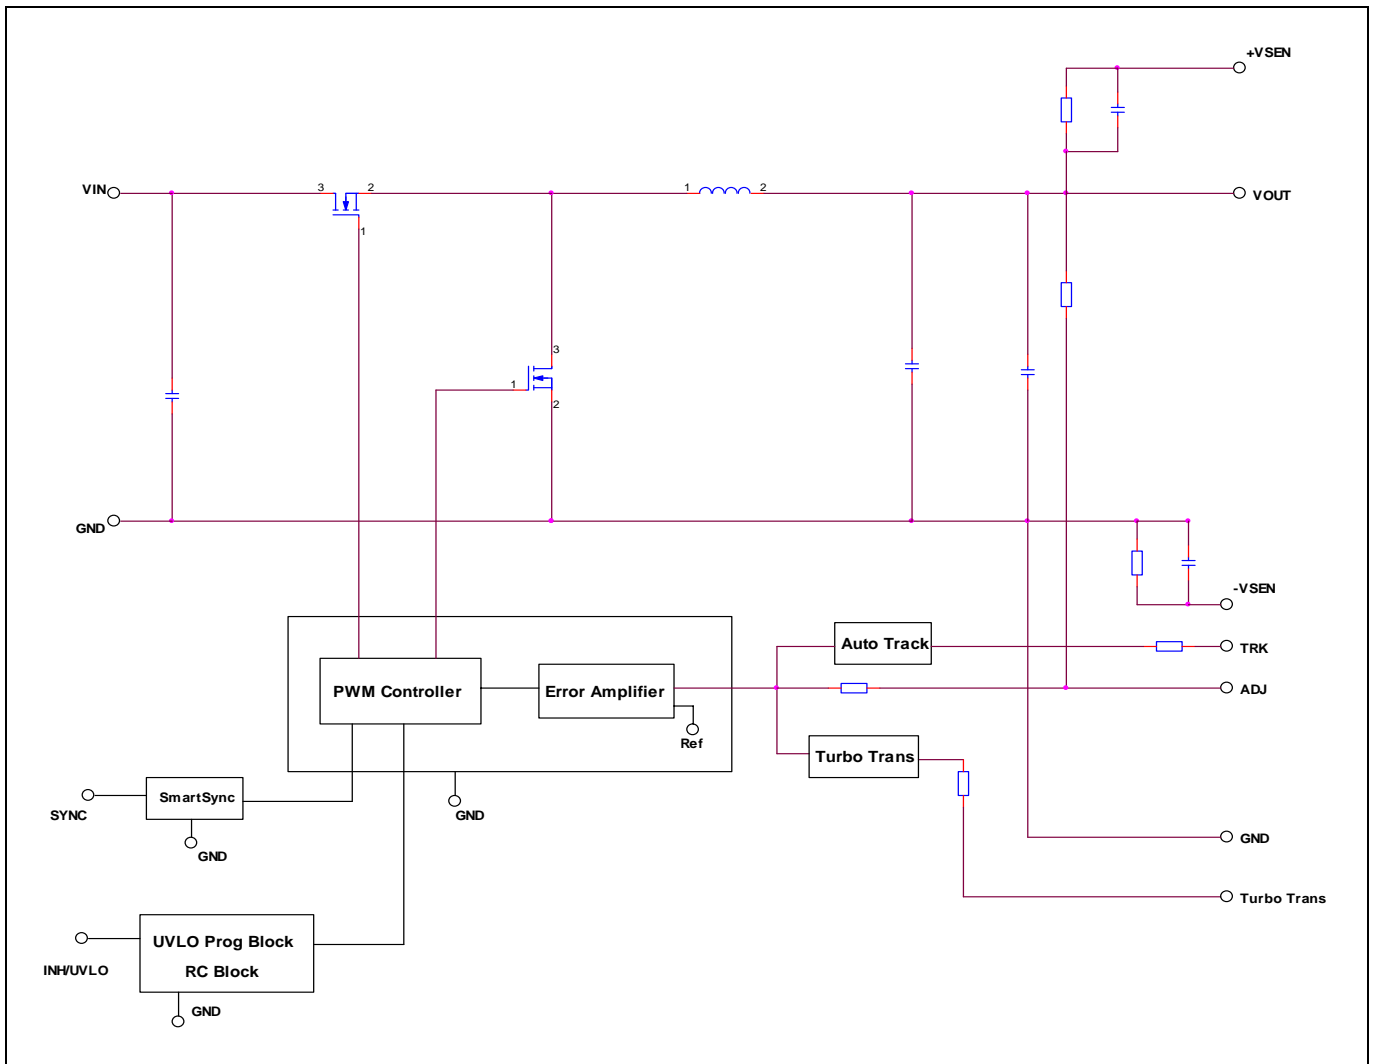 +VSEN
VIN
3
2
1
1
2
VOUT
3
1
2
GND
-VSEN
Auto Track
TRK
PWM Controller
Error Amplifier
ADJ
Ref
Turbo Trans
SmartSync
SYNC
GND
GND
GND
Turbo Trans
UVLO Prog Block
RC Block
INH/UVLO
GND